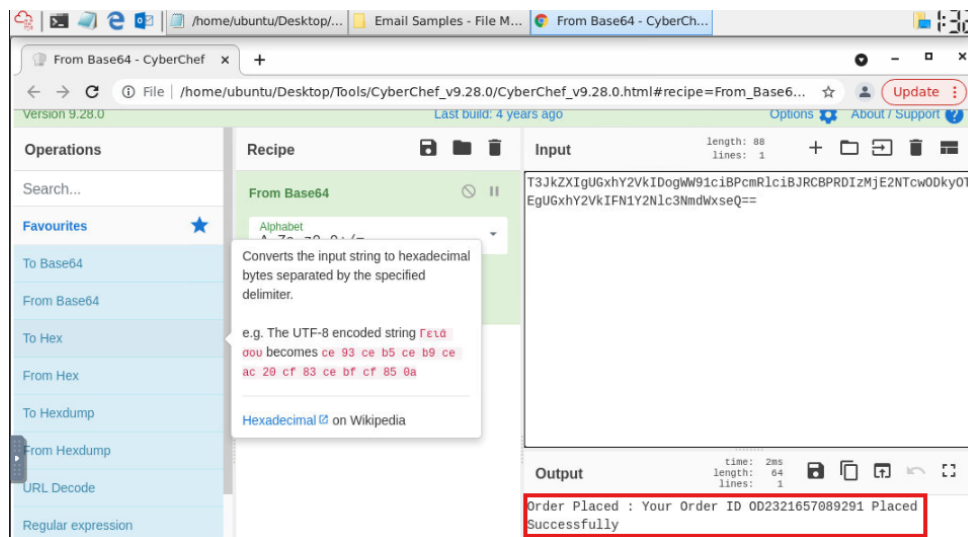 /home/ubuntu/Desktop/...
Email Samples - File M...
From Base64 - CyberCh...
From Base64 - CyberChef
File
/home/ubuntu/Desktop/Tools/CyberChef_v9.28.0/CyberChef_v9.28.0.html#recipe=From_Base6...
Update
Version 9.28.0
Last build: 4 years ago
Options
About / Support
Operations
Search...
Favourites
To Base64
From Base64
To Hex
From Hex
To Hexdump
From Hexdump
URL Decode
Regular expression
Recipe
From Base64
Alphabet
Converts the input string to hexadecimal
bytes separated by the specified
delimiter.
e.g. The UTF-8 encoded string Γειά
σου becomes ce 93 ce b5 ce b9 ce
ac 20 cf 83 ce bf cf 85 0a
Hexadecimal on Wikipedia
Input
length: 88
lines: 1
T3JkZXIgUGxhY2VkIDogWW91ciBPcmRlciBJRCBPRDIzMjE2NTcwODkyOT
EgUGxhY2VkIFN1Y2Nlc3NmdWxseQ==
Output
time: 2ms
length: 64
lines: 1
Order Placed : Your Order ID OD2321657089291 Placed
Successfully